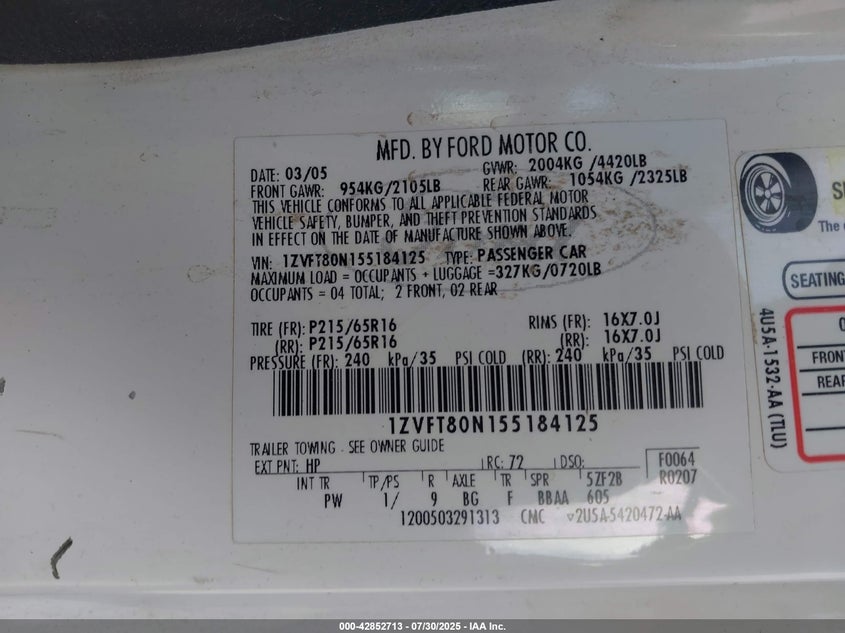 MFD. BY FORD MOTOR CO.
DATE: 03/05 GVWR: 2004KG /4420LB
FRONT GAWR: 954KG/2105LB REAR GAWR: 1054KG /2325LB
THIS VEHICLE CONFORMS TO ALL APPLICABLE FEDERAL MOTOR
VEHICLE SAFETY, BUMPER, AND THEFT PREVENTION STANDARDS
IN EFFECT ON THE DATE OF MANUFACTURE SHOWN ABOVE.
VIN: 1ZVFT80N155184125 TYPE: PASSENGER CAR
MAXIMUM LOAD = OCCUPANTS + LUGGAGE =327KG/0720LB
OCCUPANTS = 04 TOTAL; 2 FRONT, 02 REAR
TIRE (FR): P215/65R16 RIMS (FR): 16X7.0J
(RR): P215/65R16 (RR): 16X7.0J
PRESSURE (FR): 240 kPa/35 PSI COLD (RR): 240 kPa/35 PSI COLD
1ZVFT80N155184125
TRAILER TOWING - SEE OWNER GUIDE
EXT PNT: HP RC: 72 DSO: F0064
INT TR TP/PS R AXLE TR SPR 5ZF2B R0207
PW 1/ 9 BG F BBAA 605
1200503291313 CMC 2U5A-5420472-AA
The
SEATING
FRONT
REAR
4U5A-1532-AA (TLU)
000-42852713 - 07/30/2025 - IAA Inc.